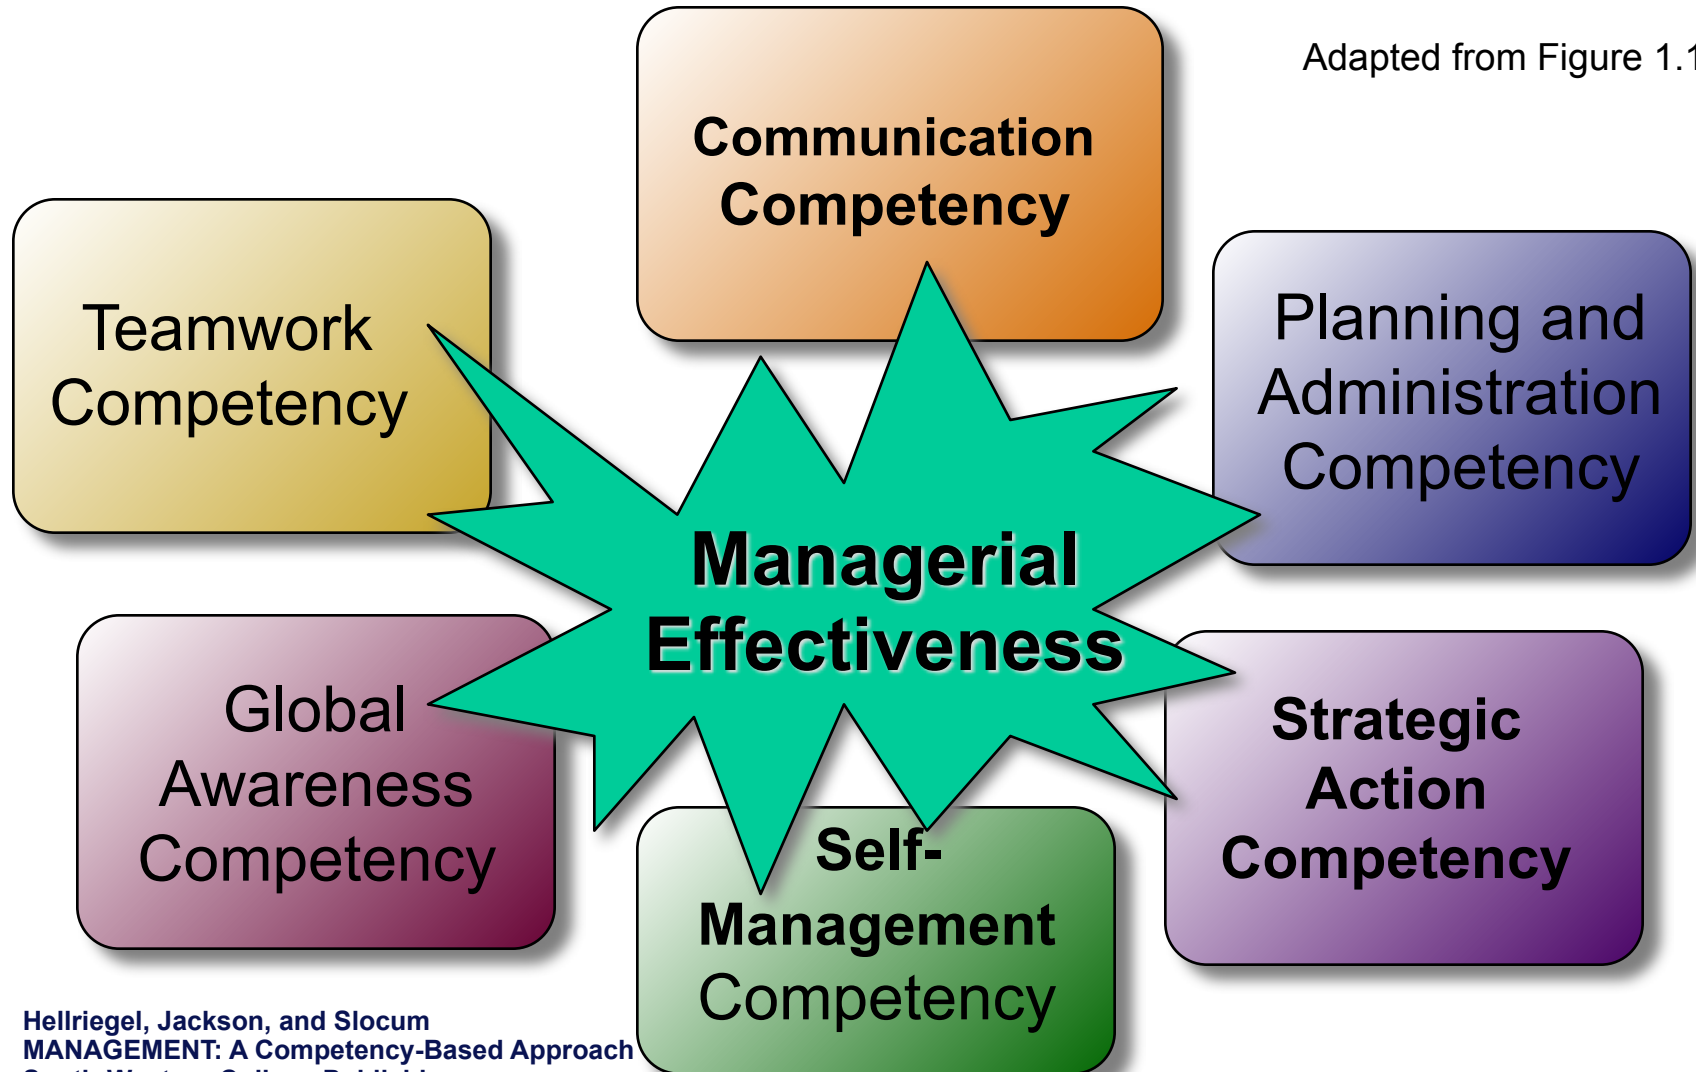 Adapted from Figure 1.1
Communication
Competency
Teamwork
Competency
Planning and
Administration
Competency
Managerial
Effectiveness
Global
Awareness
Competency
Strategic
Action
Competency
Self-
Management
Competency
Hellriegel, Jackson, and Slocum
MANAGEMENT: A Competency-Based Approach